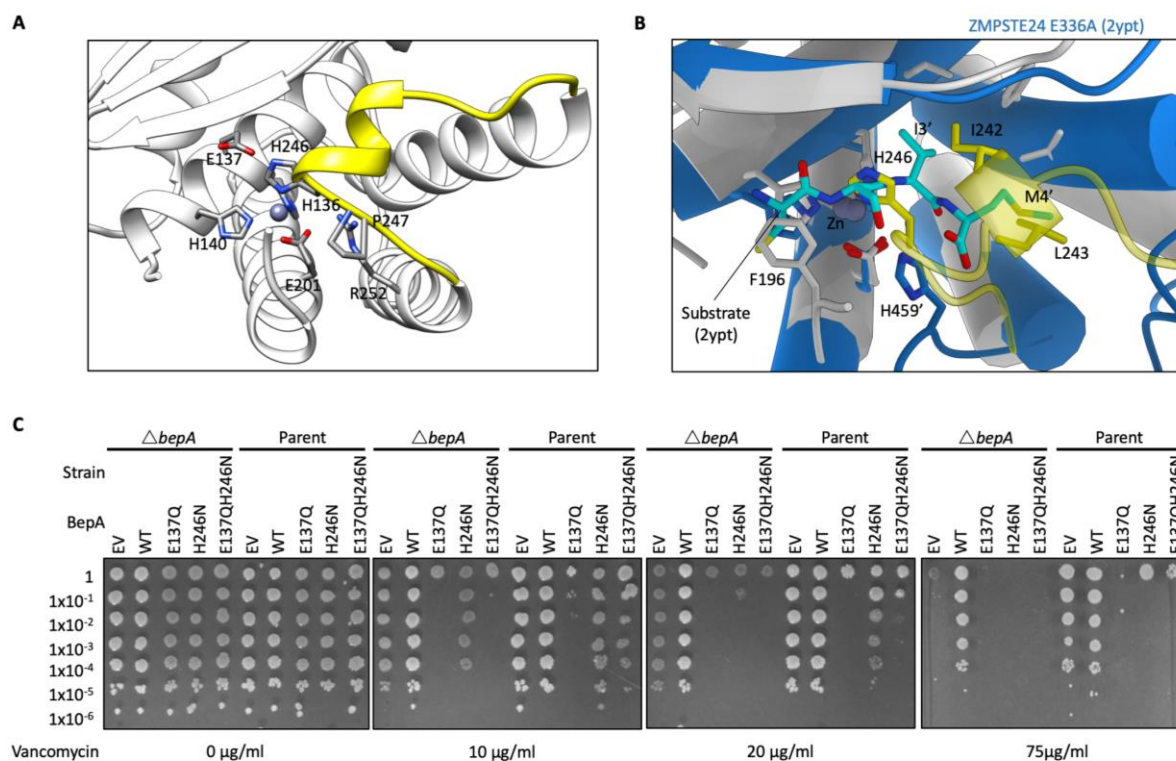 A
E137
H246
H136
P247
H140
E201
R252
B
ZMPSTE24 E336A (2ypt)
I3’
I242
H246
M4’
Zn
L243
F196
H459’
Substrate
(2ypt)
C
△bepA Parent △bepA Parent △bepA Parent △bepA Parent
Strain
BepA
EV WT E137Q H246N E137QH246N EV WT E137Q H246N E137QH246N EV WT E137Q H246N E137QH246N EV WT E137Q H246N E137QH246N EV WT E137Q H246N E137QH246N EV WT E137Q H246N E137QH246N EV WT E137Q H246N E137QH246N EV WT E137Q H246N E137QH246N
1
1x10⁻¹
1x10⁻²
1x10⁻³
1x10⁻⁴
1x10⁻⁵
1x10⁻⁶
Vancomycin 0 µg/ml 10 µg/ml 20 µg/ml 75µg/ml